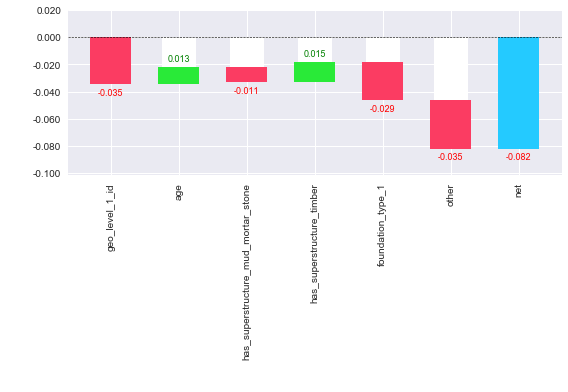 0.020
0.000
-0.020
-0.040
-0.060
-0.080
-0.100
-0.035
0.013
-0.011
0.015
-0.029
-0.035
-0.082
geo_level_1_id
age
has_superstructure_mud_mortar_stone
has_superstructure_timber
foundation_type_1
other
net